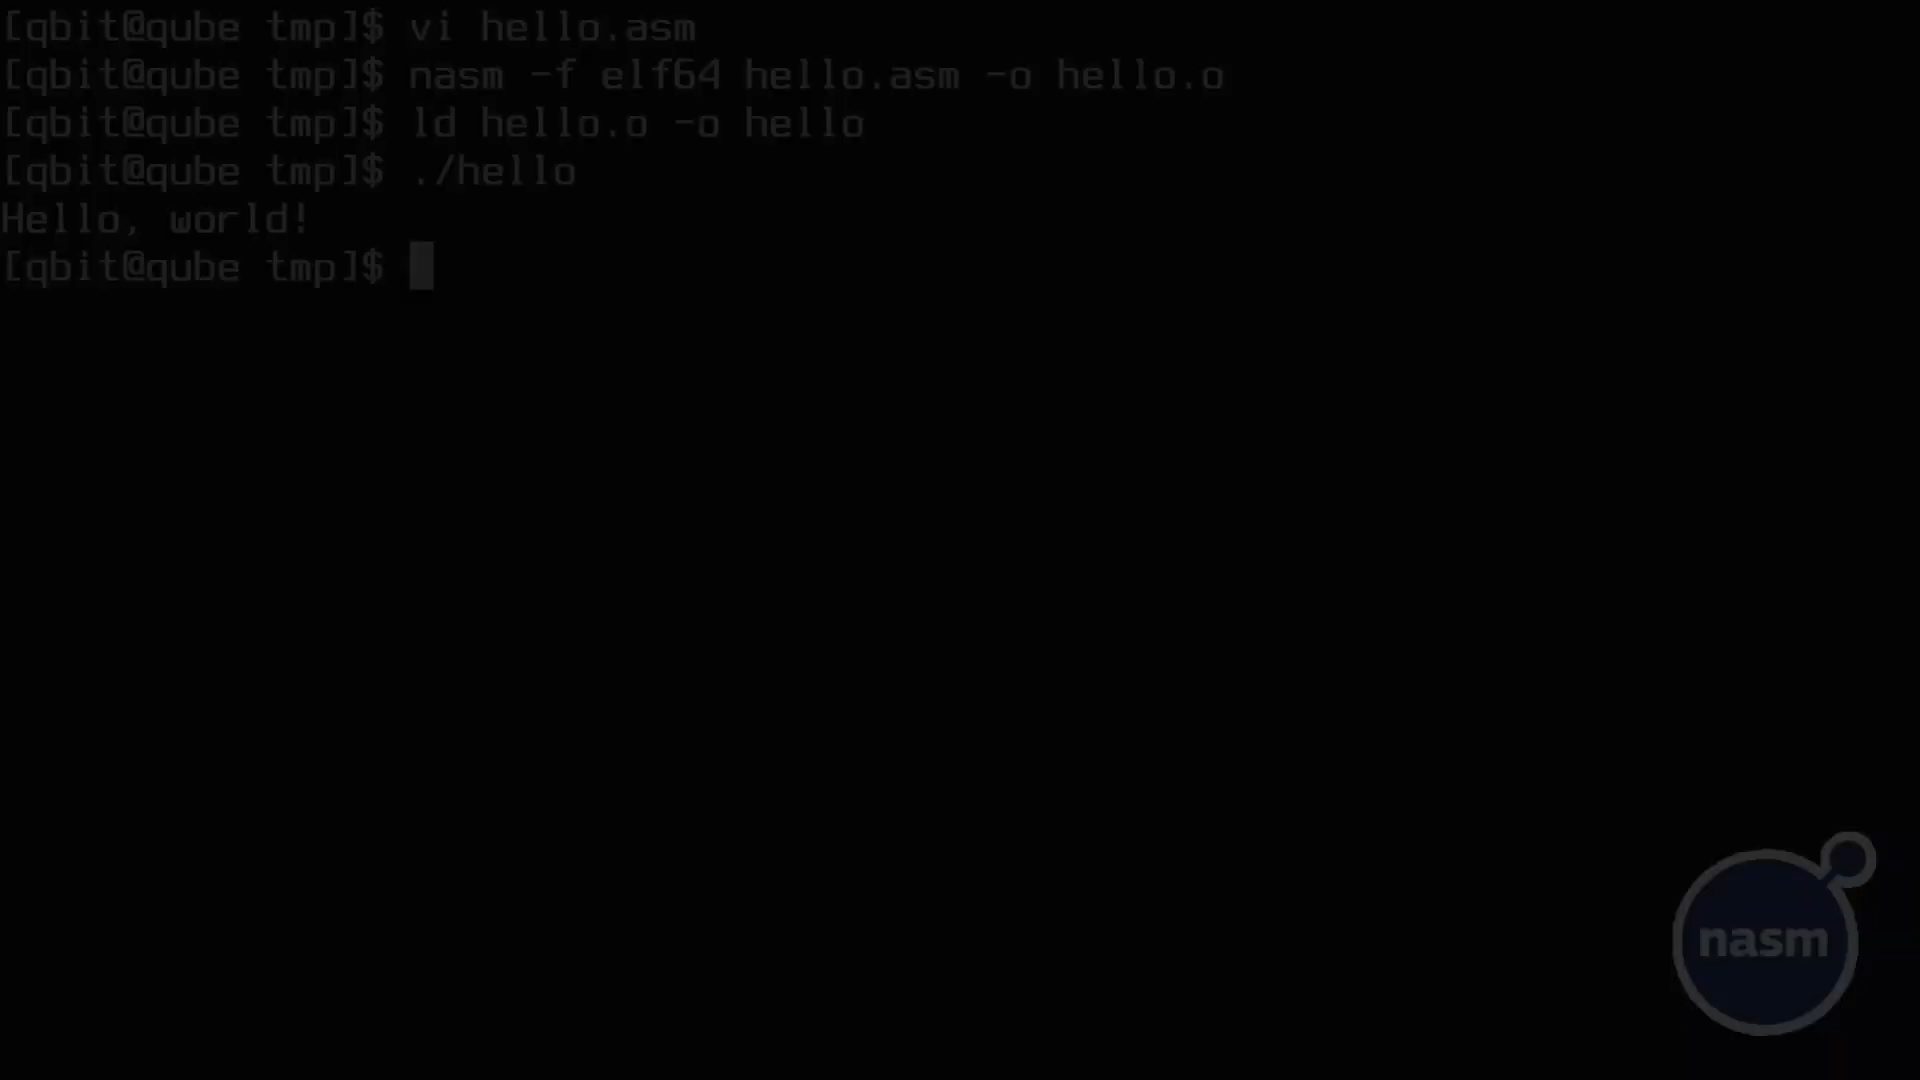 [qbit@qube tmp]$ vi hello.asm
[qbit@qube tmp]$ nasm -f elf64 hello.asm -o hello.o
[qbit@qube tmp]$ ld hello.o -o hello
[qbit@qube tmp]$ ./hello
Hello, world!
[qbit@qube tmp]$
nasm